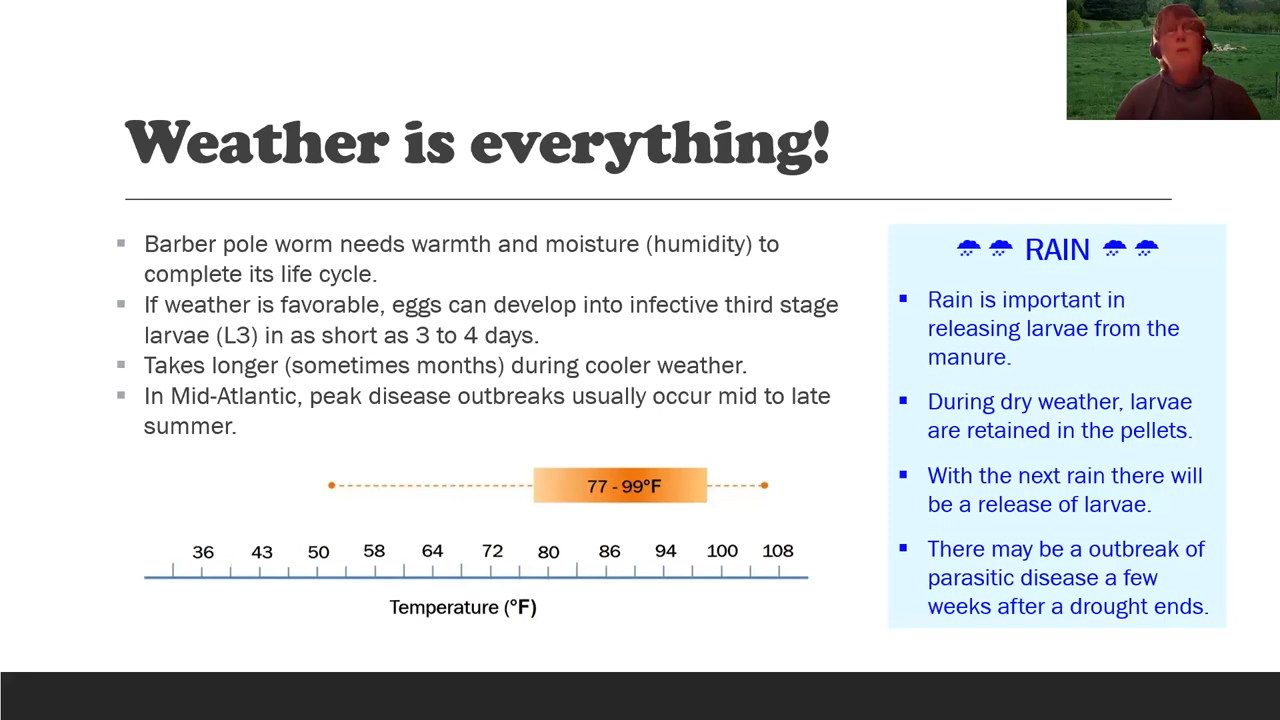 Weather is everything!
Barber pole worm needs warmth and moisture (humidity) to
complete its life cycle.
If weather is favorable, eggs can develop into infective third stage
larvae (L3) in as short as 3 to 4 days.
Takes longer (sometimes months) during cooler weather.
In Mid-Atlantic, peak disease outbreaks usually occur mid to late
summer.
77 - 99°F
36 43 50 58 64 72 80 86 94 100 108
Temperature (°F)
RAIN
Rain is important in
releasing larvae from the
manure.
During dry weather, larvae
are retained in the pellets.
With the next rain there will
be a release of larvae.
There may be a outbreak of
parasitic disease a few
weeks after a drought ends.